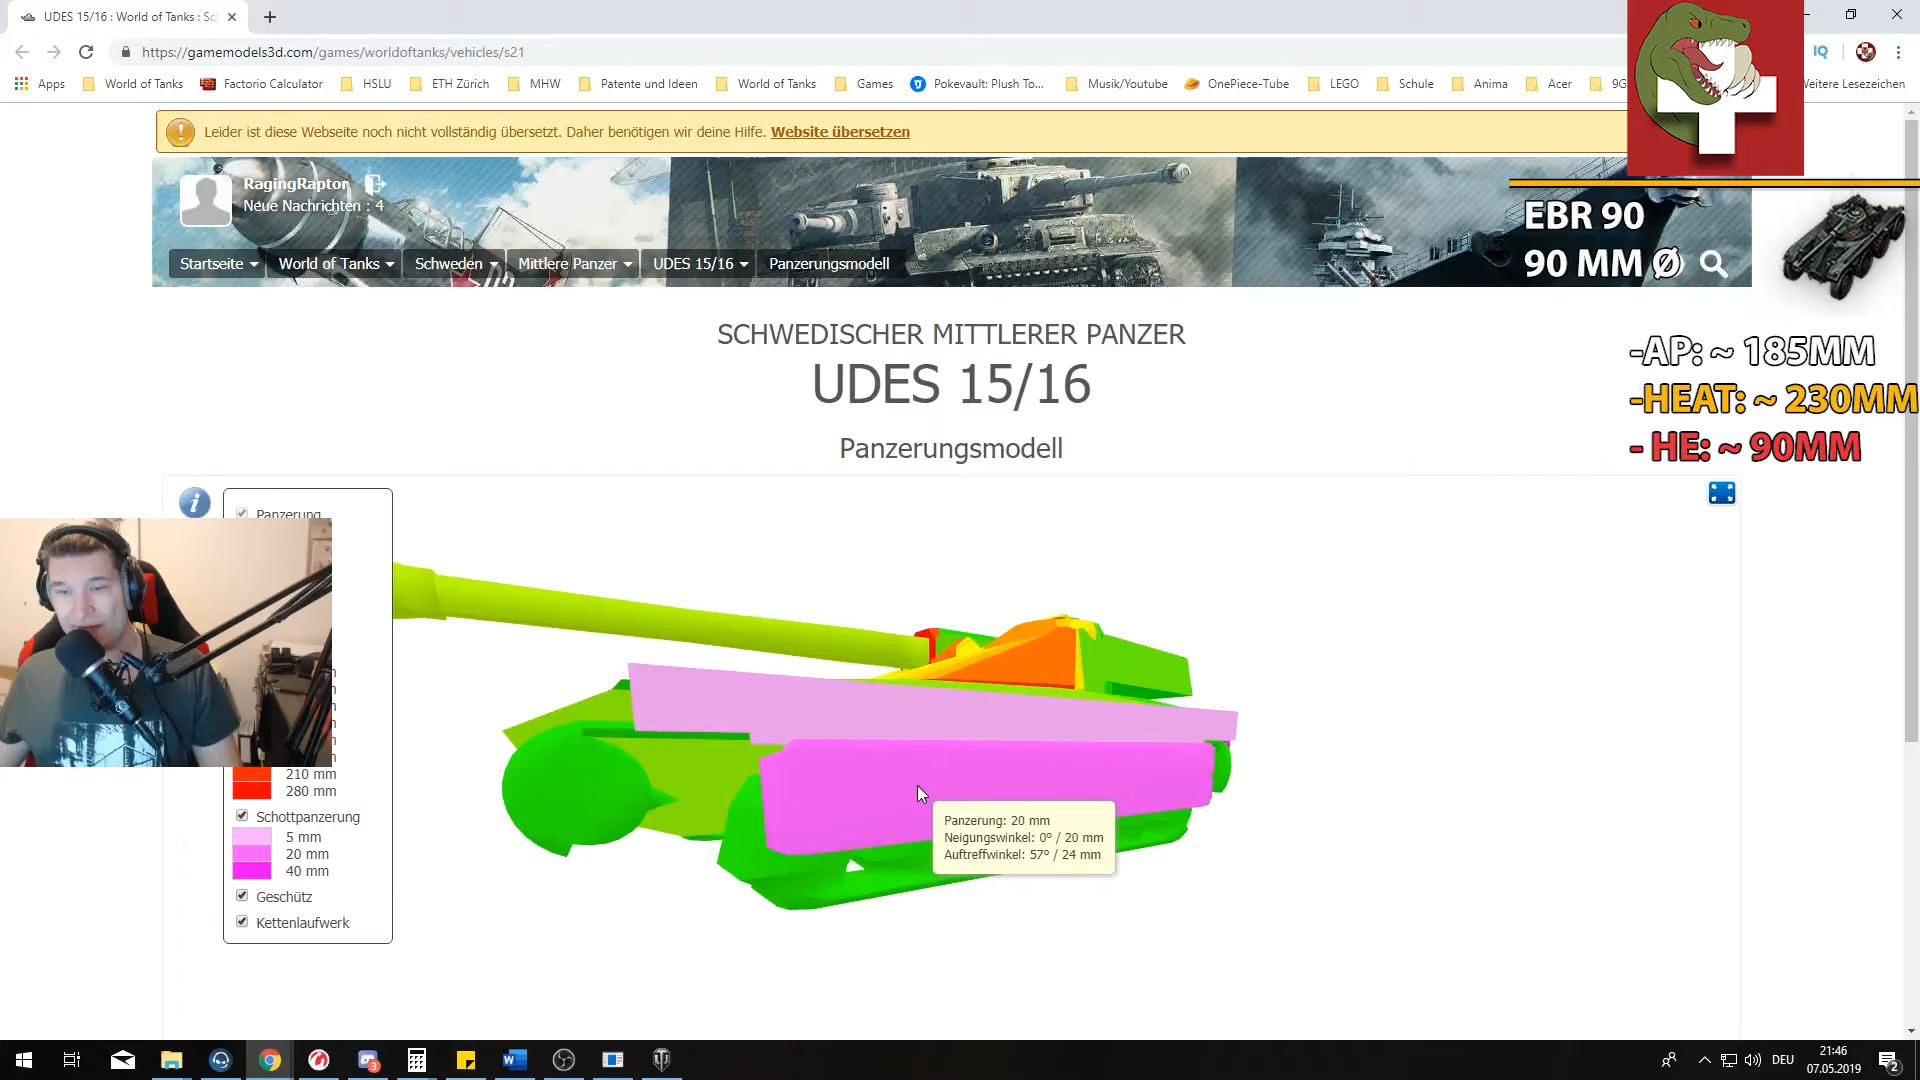 UDES 15/16 : World of Tanks : Sc
https://gamemodels3d.com/games/worldoftanks/vehicles/s21
IQ
Apps
World of Tanks
Factorio Calculator
HSLU
ETH Zürich
MHW
Patente und Ideen
World of Tanks
Games
Pokevault: Plush To...
Musik/Youtube
OnePiece-Tube
LEGO
Schule
Anima
Acer
9G
Weitere Lesezeichen
Leider ist diese Webseite noch nicht vollständig übersetzt. Daher benötigen wir deine Hilfe. Website übersetzen
RagingRaptor
Neue Nachrichten : 4
Startseite
World of Tanks
Schweden
Mittlere Panzer
UDES 15/16
Panzerungsmodell
EBR 90
90 MM Ø
-AP: ~ 185MM
-HEAT: ~ 230MM
- HE: ~ 90MM
SCHWEDISCHER MITTLERER PANZER
UDES 15/16
Panzerungsmodell
i
Panzerung
210 mm
280 mm
Schottpanzerung
5 mm
20 mm
40 mm
Geschütz
Kettenlaufwerk
Panzerung: 20 mm
Neigungswinkel: 0º / 20 mm
Auftreffwinkel: 57º / 24 mm
3
DEU
21:46
07.05.2019
2